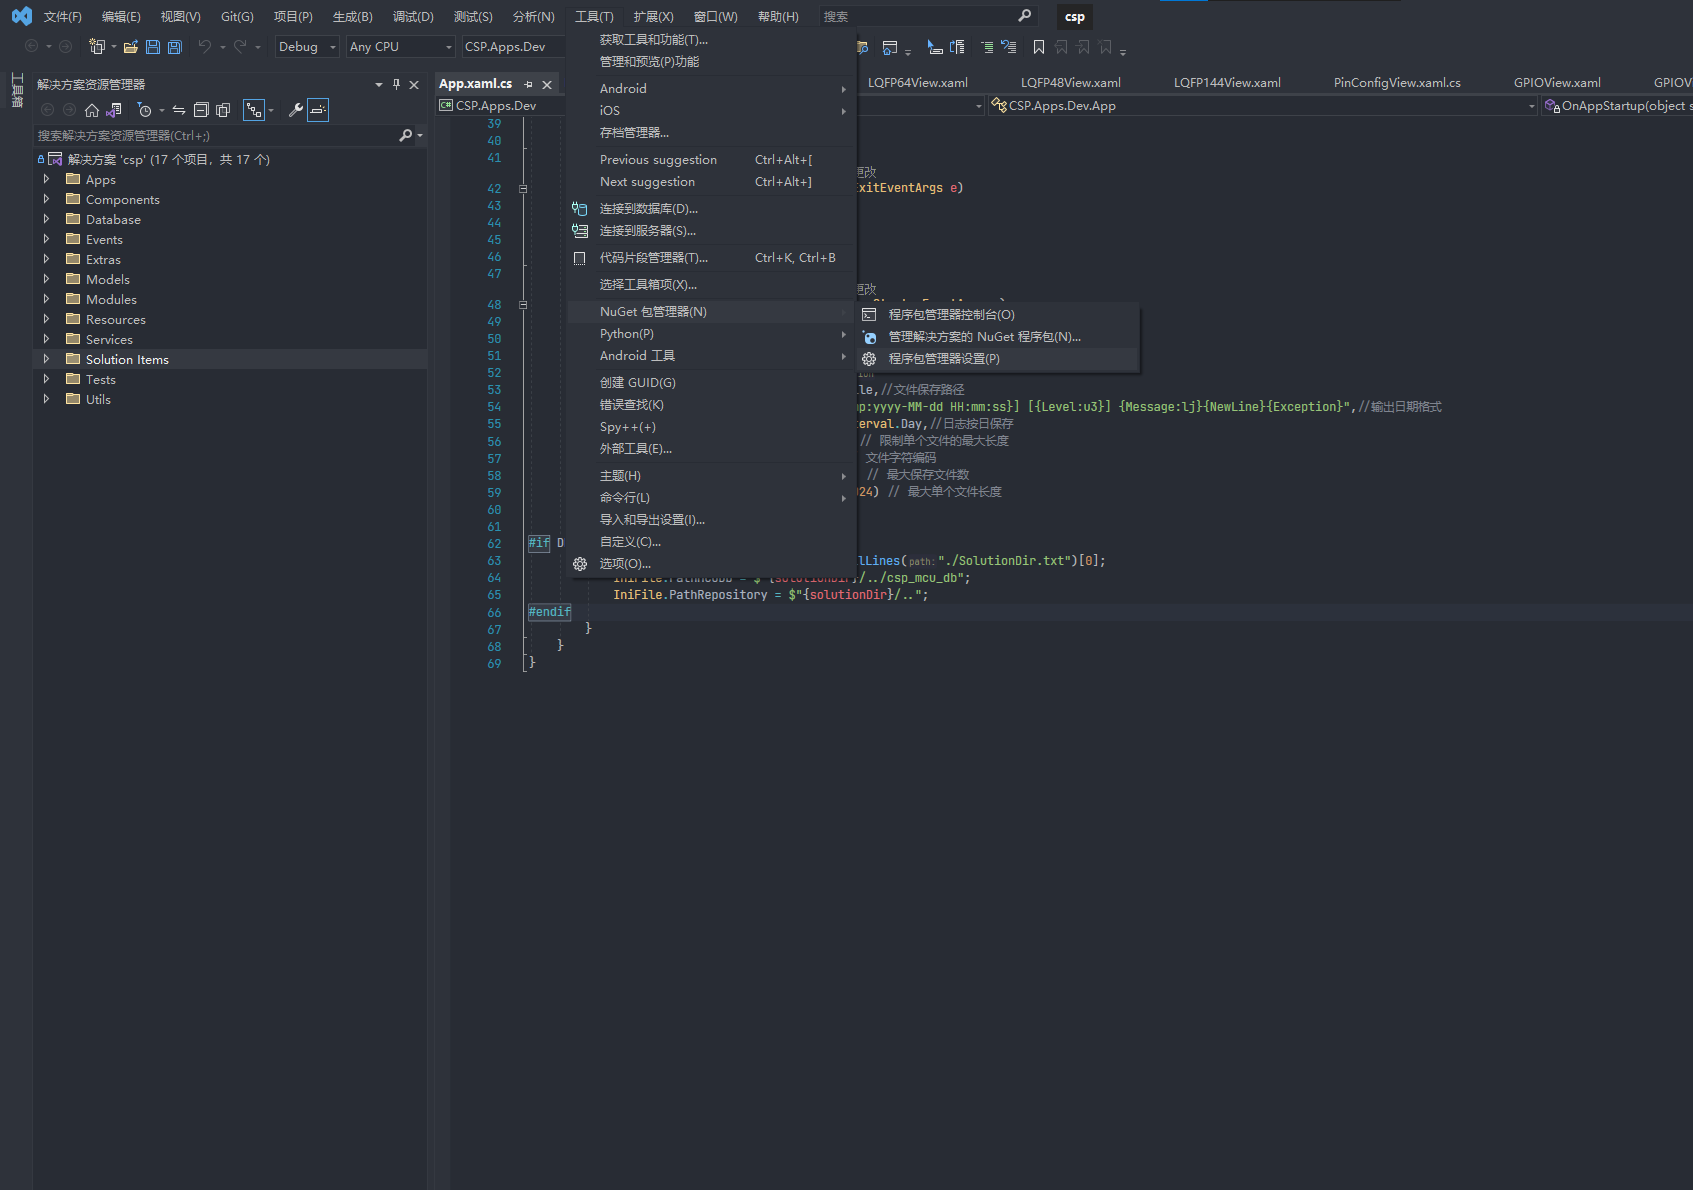 文件(F) 编辑(E) 视图(V) Git(G) 项目(P) 生成(B) 调试(D) 测试(S) 分析(N) 工具(T) 扩展(X) 窗口(W) 帮助(H) 搜索 csp
Debug Any CPU CSP.Apps.Dev
工具箱
解决方案资源管理器
搜索解决方案资源管理器(Ctrl+;)
解决方案 'csp' (17 个项目，共 17 个)
Apps
Components
Database
Events
Extras
Models
Modules
Resources
Services
Solution Items
Tests
Utils
App.xaml.cs LQFP64View.xaml LQFP48View.xaml LQFP144View.xaml PinConfigView.xaml.cs GPIOView.xaml GPIOV
CSP.Apps.Dev CSP.Apps.Dev.App OnAppStartup(object s
获取工具和功能(T)...
管理和预览(P)功能
Android
iOS
存档管理器...
Previous suggestion Ctrl+Alt+[
Next suggestion Ctrl+Alt+]
连接到数据库(D)...
连接到服务器(S)...
代码片段管理器(T)... Ctrl+K, Ctrl+B
选择工具箱项(X)...
NuGet 包管理器(N)
Python(P)
Android 工具
创建 GUID(G)
错误查找(K)
Spy++(+)
外部工具(E)...
主题(H)
命令行(L)
导入和导出设置(I)...
自定义(C)...
选项(O)...
程序包管理器控制台(O)
管理解决方案的 NuGet 程序包(N)...
程序包管理器设置(P)
39
40
41
更改
42 xitEventArgs e)
43
44
45
46
47
更改
48
49
50
51
52
53 le,//文件保存路径
54 mp:yyyy-MM-dd HH:mm:ss}] [{Level:u3}] {Message:lj}{NewLine}{Exception}",//输出日期格式
55 erval.Day,//日志按日保存
56 // 限制单个文件的最大长度
57 文件字符编码
58 // 最大保存文件数
59 24) // 最大单个文件长度
60
61
62 #if D
63 lLines(path:"./SolutionDir.txt")[0];
64 IniFile.PathMcuDb = $"{solutionDir}/../csp_mcu_db";
65 IniFile.PathRepository = $"{solutionDir}/..";
66 #endif
67 }
68 }
69 }